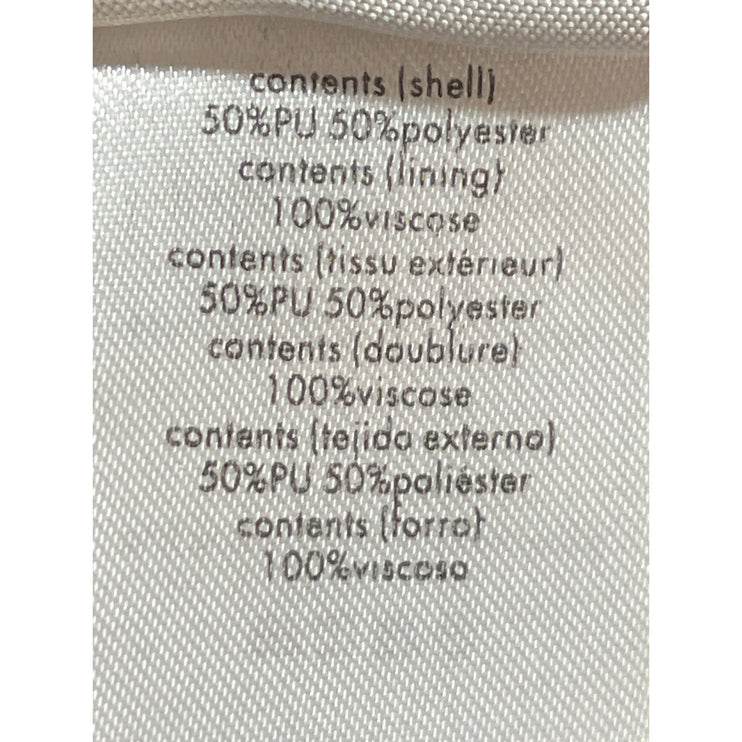 contents (shell)
50%PU 50%polyester
contents (lining)
100%viscose
contents (tissu extérieur)
50%PU 50%polyester
contents (doublure)
100%viscose
contents (tejido externo)
50%PU 50%poliéster
contents (forro)
100%viscosa